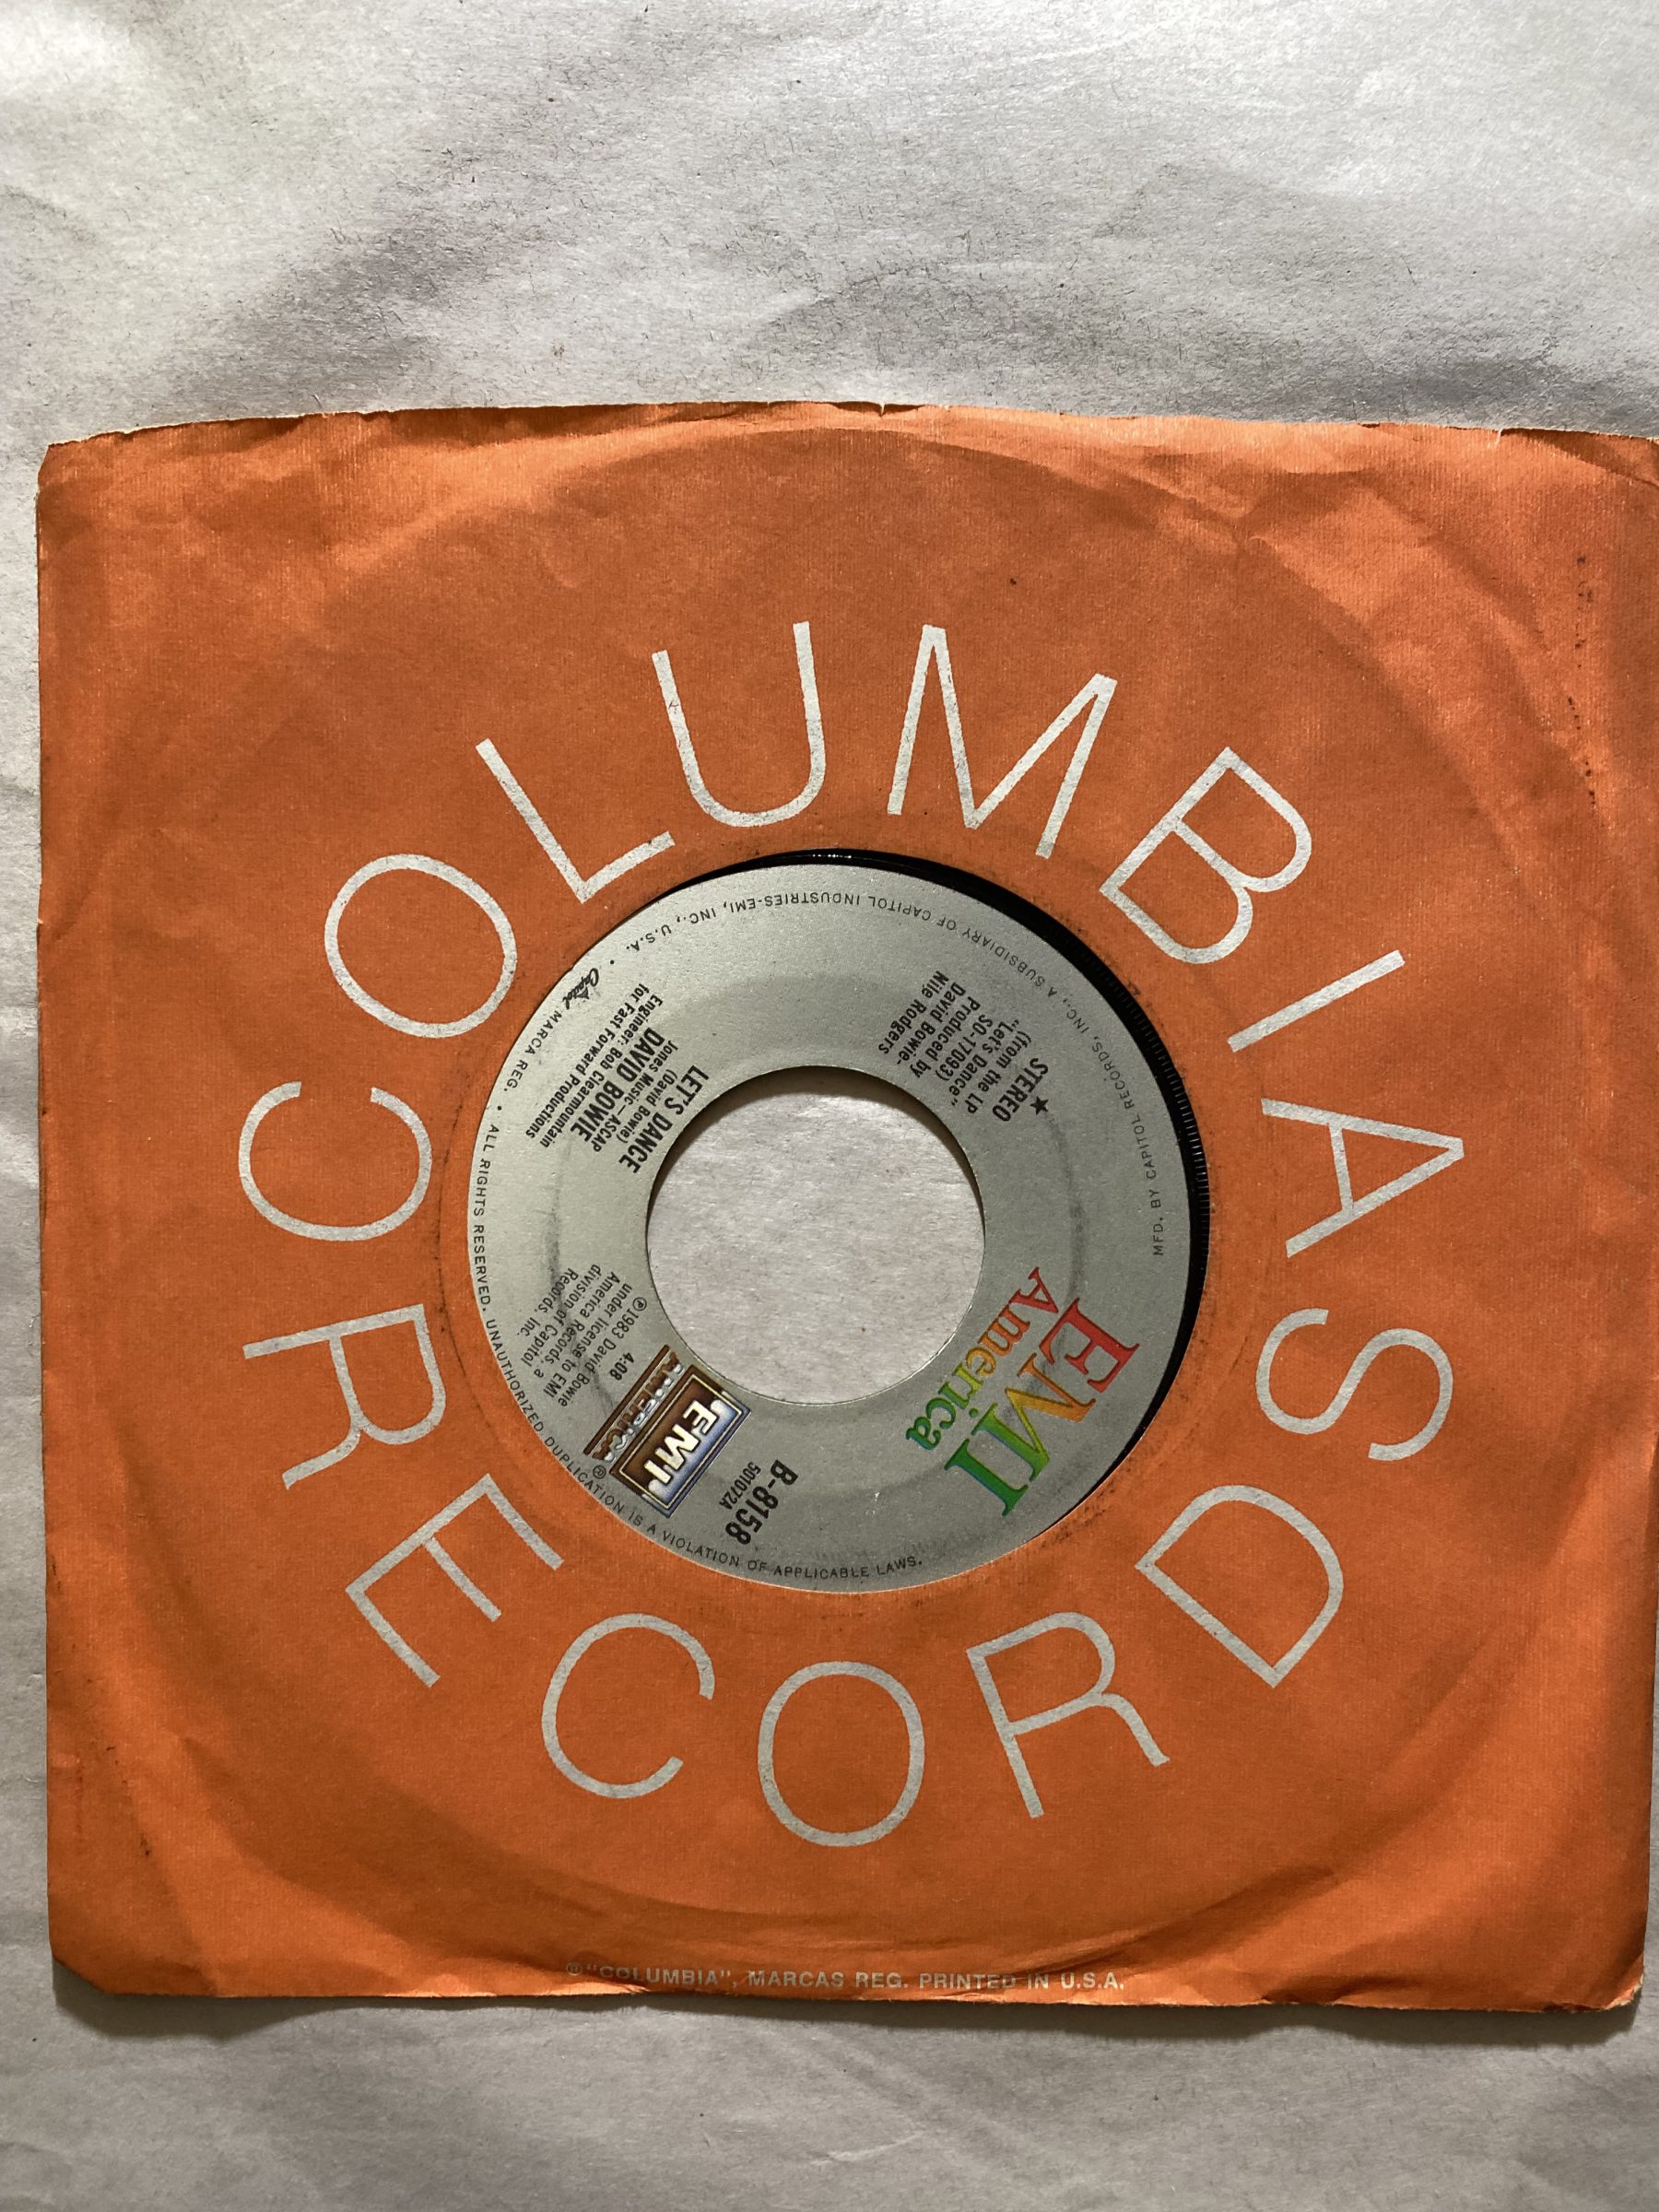 COLUMBIA
RECORDS
EMI
America
STEREO
(from the LP
"Let's Dance"
SO-17093)
Produced by
David Bowie-
Nile Rodgers
B-8158
501072A
EMI
AMERICA
®
4:08
℗1983 David Bowie
under license to EMI
America Records, a
division of Capitol
Records, Inc.
LET'S DANCE
(David Bowie)
Jones Music—ASCAP
DAVID BOWIE
Engineer: Bob Clearmountain
for Fast Forward Productions
MFD. BY CAPITOL RECORDS, INC., A SUBSIDIARY OF CAPITOL INDUSTRIES-EMI, INC., U.S.A. • Capitol MARCA REG. • ALL RIGHTS RESERVED. UNAUTHORIZED DUPLICATION IS A VIOLATION OF APPLICABLE LAWS.
® "COLUMBIA", MARCAS REG. PRINTED IN U.S.A.